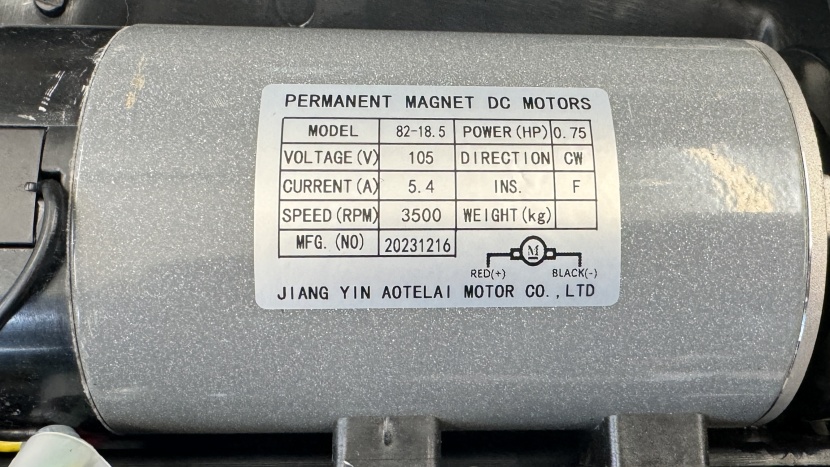 PERMANENT MAGNET DC MOTORS
MODEL 82-18.5 POWER(HP) 0.75
VOLTAGE(V) 105 DIRECTION CW
CURRENT(A) 5.4 INS. F
SPEED(RPM) 3500 WEIGHT(kg)
MFG.(NO) 20231216
M
RED(+) BLACK(-)
JIANG YIN AOTELAI MOTOR CO.,LTD